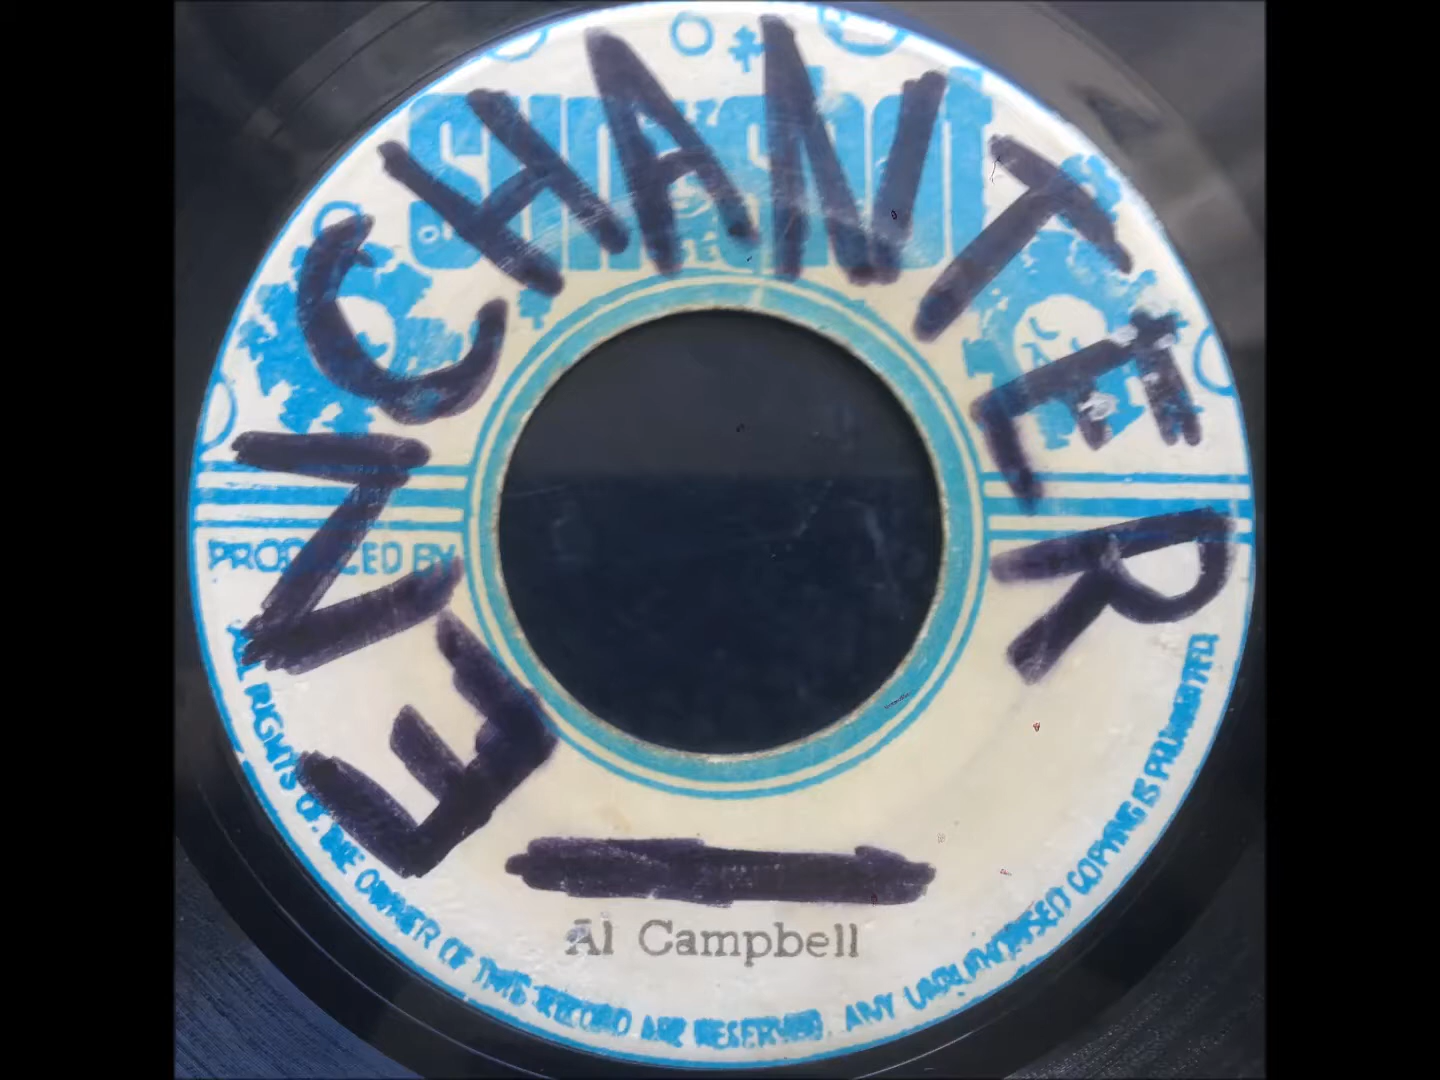 SUNSHOT
ENCHANTER
PRODUCED BY
Al Campbell
ALL RIGHTS OF THE OWNER OF THIS RECORD ARE RESERVED. ANY UNAUTHORISED COPYING IS PROHIBITED